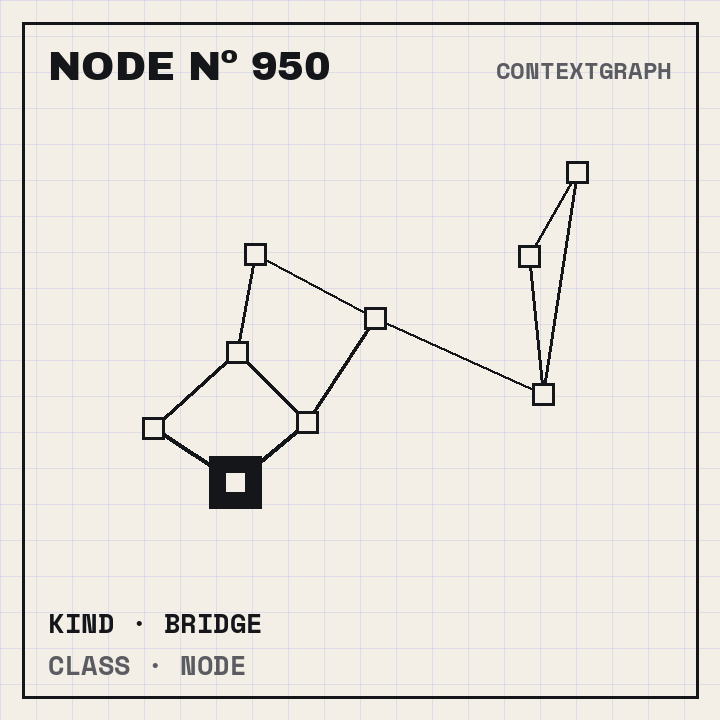 NODE Nº 950
CONTEXTGRAPH
KIND · BRIDGE
CLASS · NODE